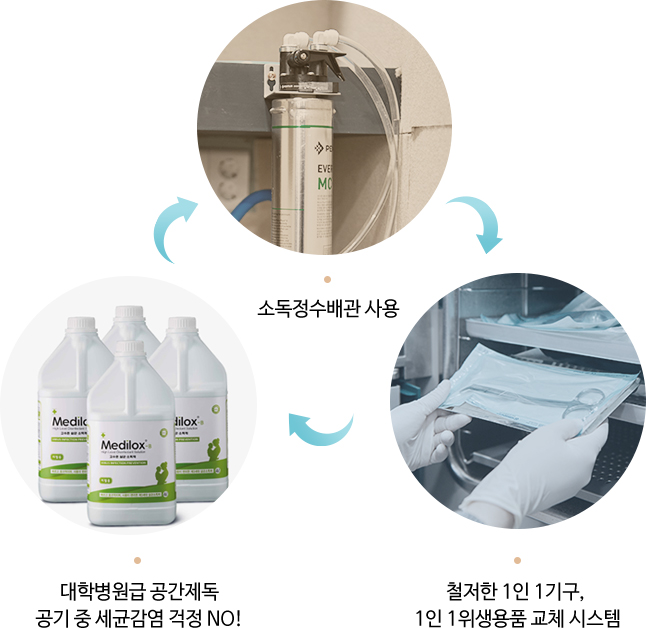 EVER
MC
소독정수배관 사용
Medilox
Medilox
대학병원급 공간제독
공기 중 세균감염 걱정 NO!
철저한 1인 1기구,
1인 1위생용품 교체 시스템